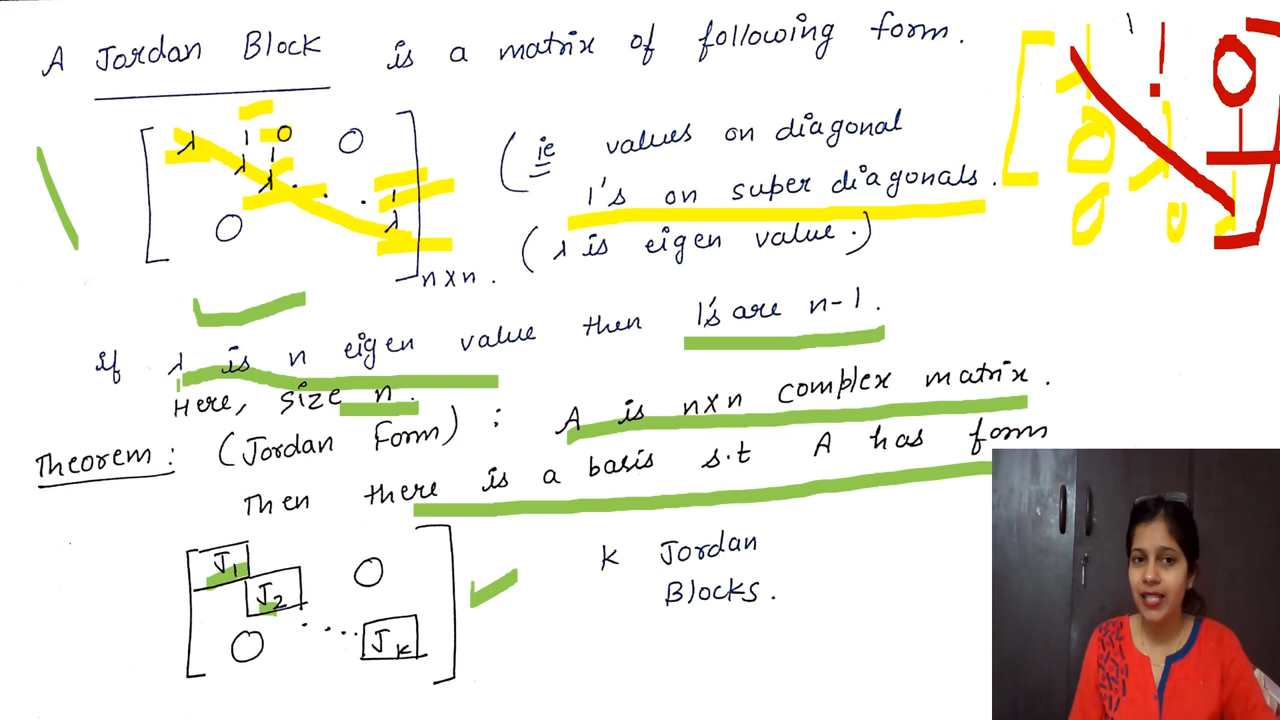 A Jordan Block is a matrix of following form.
λ 1 0 0
λ 1
λ . . . 1
0 λ
n×n.
(ie values on diagonal
1's on super diagonals.
(λ is eigen value.)
if λ is n eigen value then 1's are n-1.
Here, size n.
Theorem: (Jordan Form) : A is n×n complex matrix.
Then there is a basis s.t A has form
J1 0
J2
0 . . . . . Jk
k Jordan
Blocks.